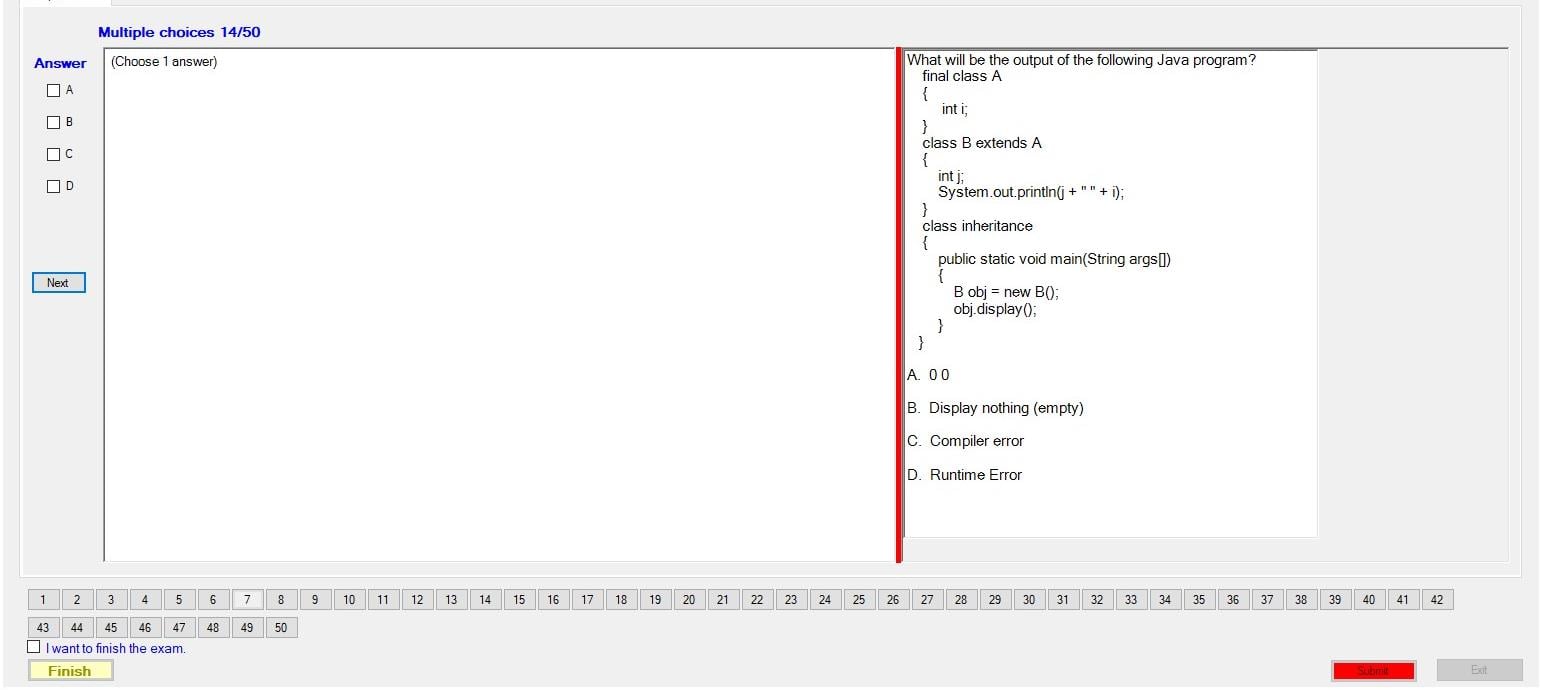 Multiple choices 14/50
Answer
(Choose 1 answer)
A
B
C
D
Next
What will be the output of the following Java program?
final class A
{
int i;
}
class B extends A
{
int j;
System.out.println(j + " " + i);
}
class inheritance
{
public static void main(String args[])
{
B obj = new B();
obj.display();
}
}
A. 0 0
B. Display nothing (empty)
C. Compiler error
D. Runtime Error
1 2 3 4 5 6 7 8 9 10 11 12 13 14 15 16 17 18 19 20 21 22 23 24 25 26 27 28 29 30 31 32 33 34 35 36 37 38 39 40 41 42
43 44 45 46 47 48 49 50
I want to finish the exam.
Finish
Submit
Exit